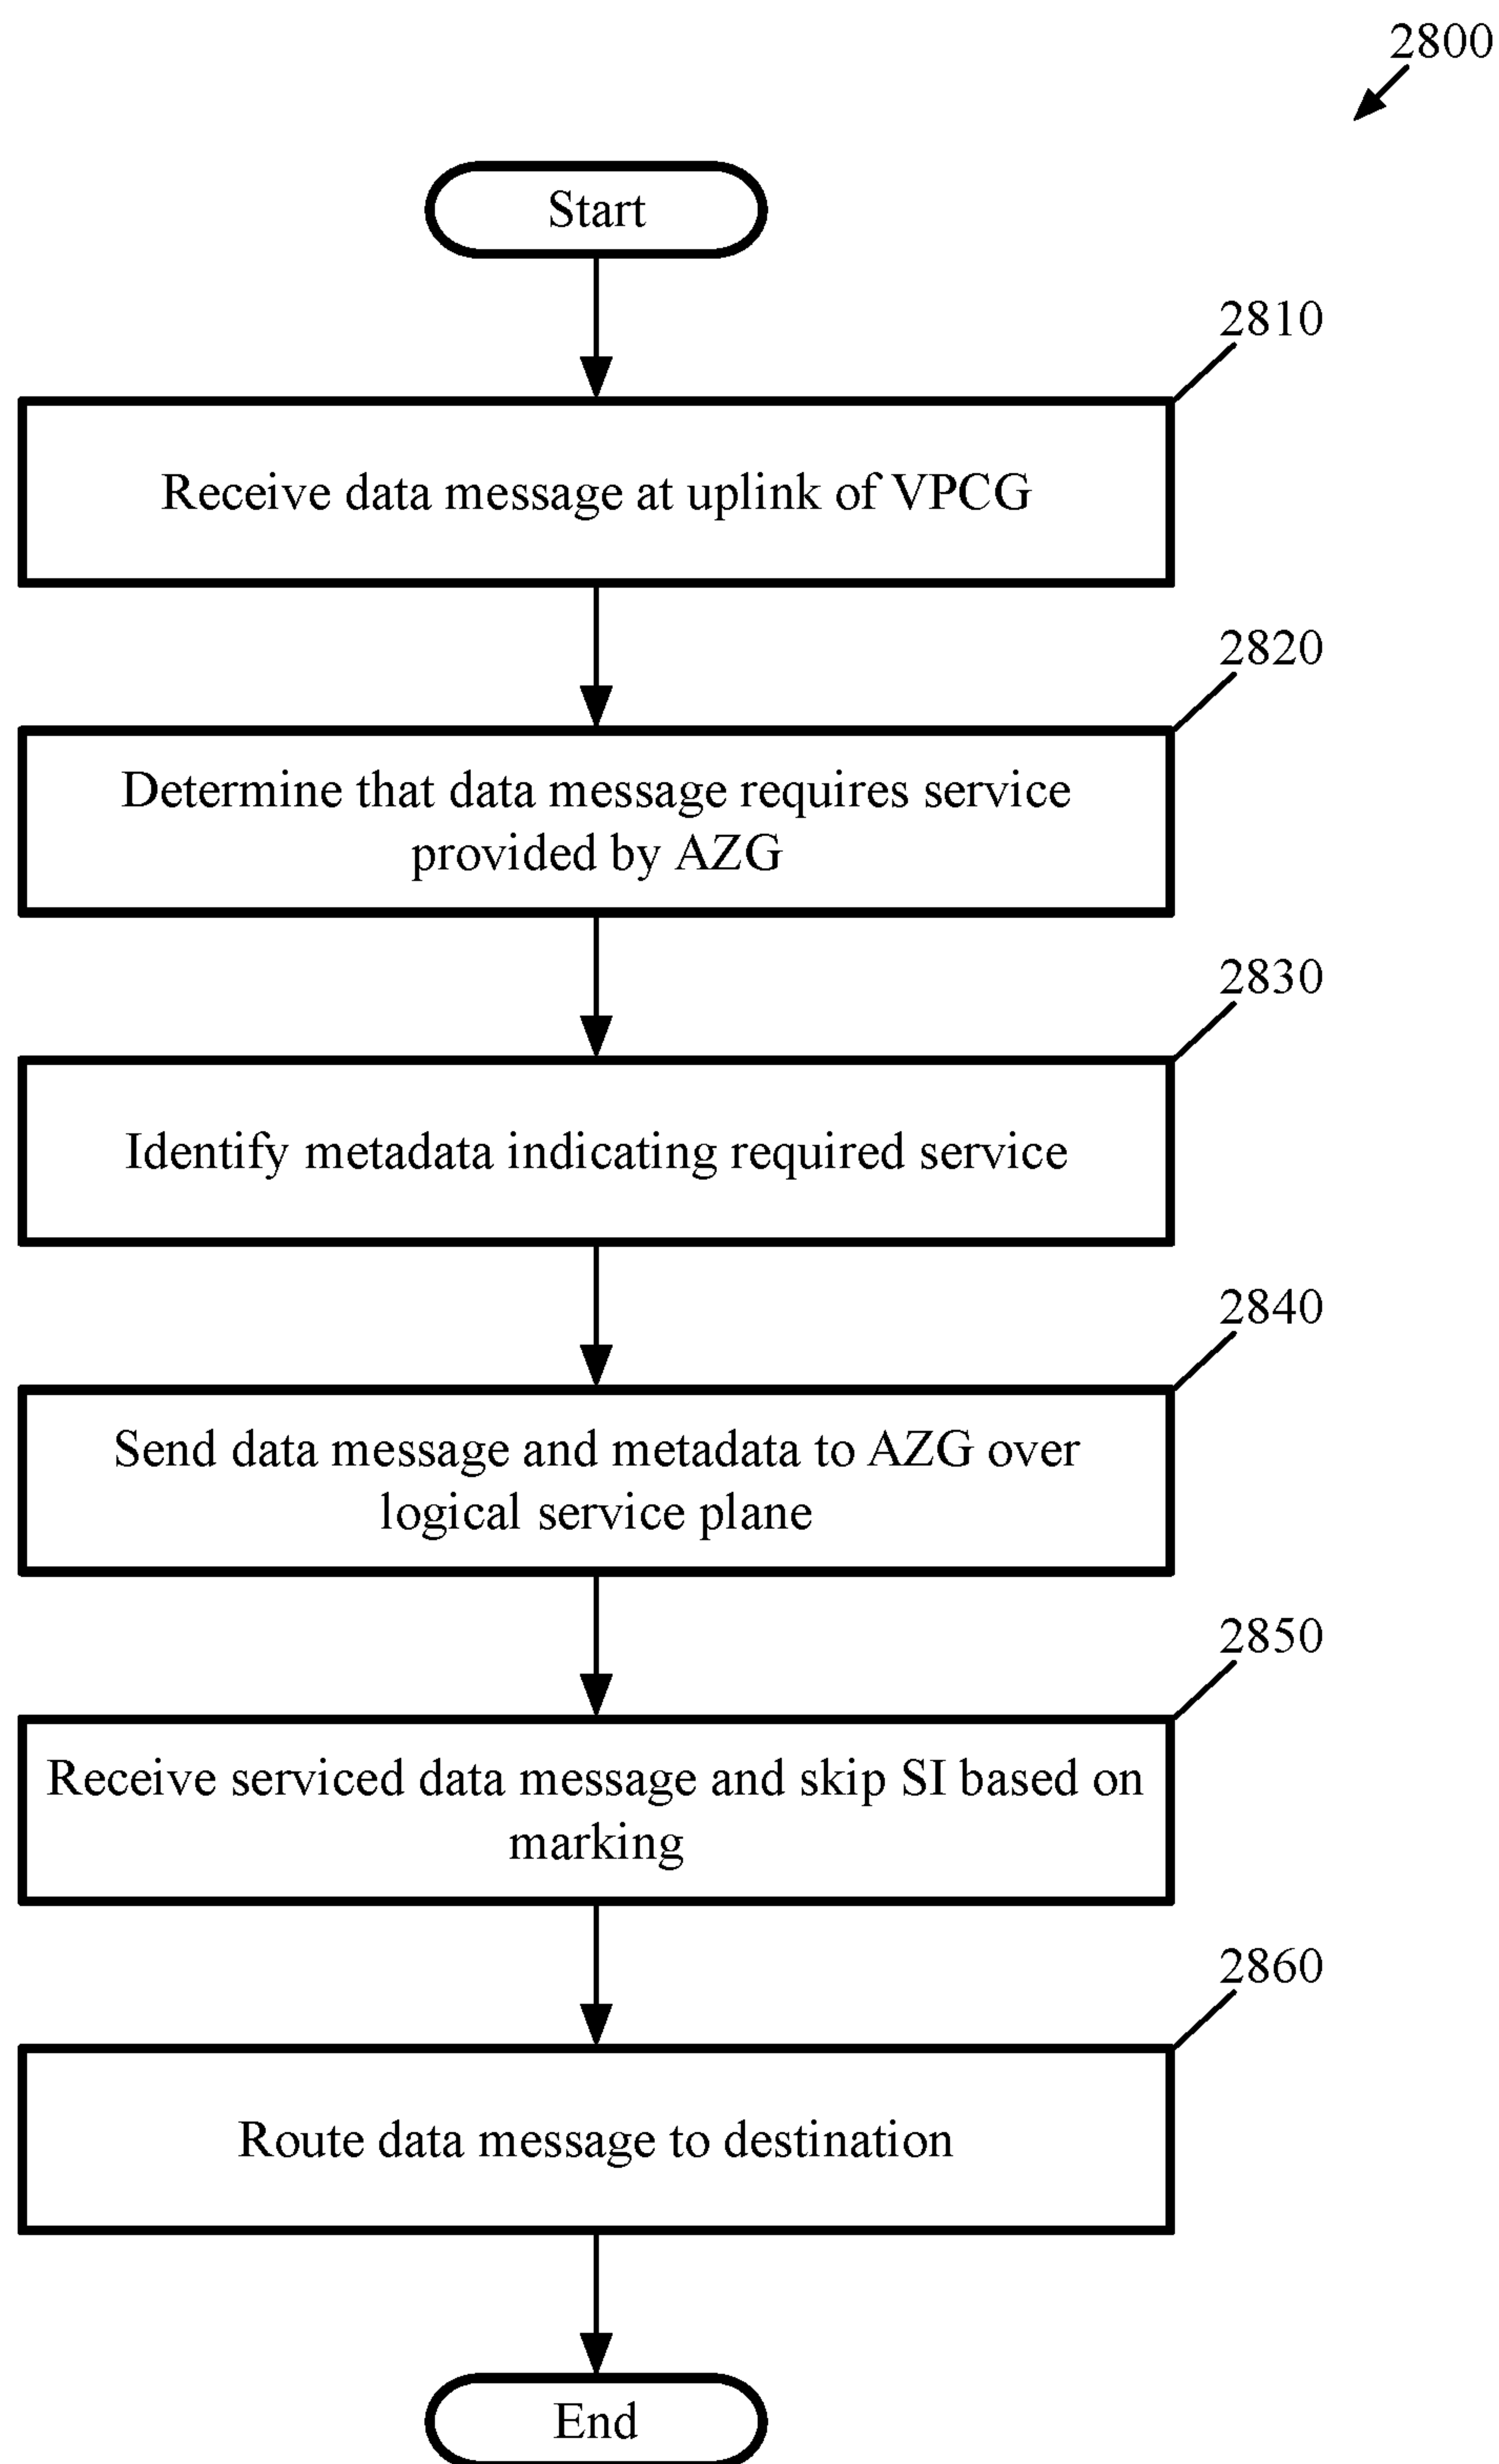 2800
Start
2810
Receive data message at uplink of VPCG
2820
Determine that data message requires service
provided by AZG
2830
Identify metadata indicating required service
2840
Send data message and metadata to AZG over
logical service plane
2850
Receive serviced data message and skip SI based on
marking
2860
Route data message to destination
End